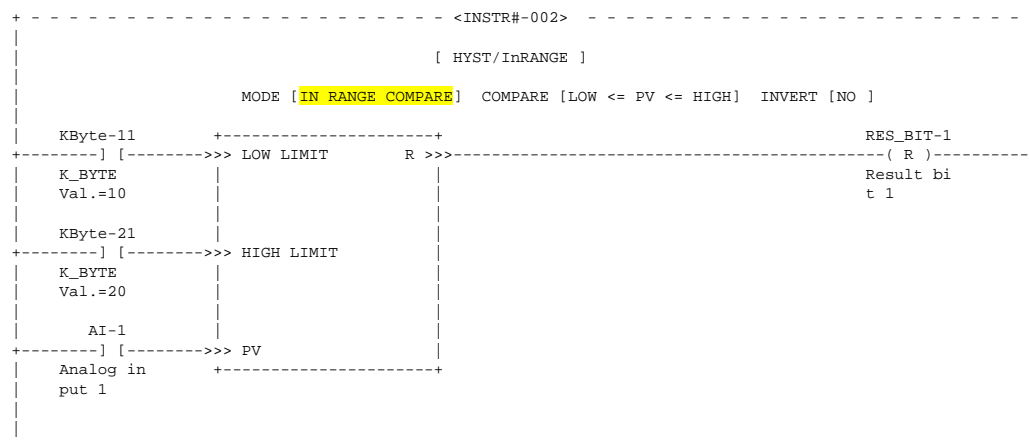 + - - - - - - - - - - - - - - - - - - - - - - - - <INSTR#-002> - - - - - - - - - - - - - - - - - - - - - - - -
[ HYST/InRANGE ]
MODE [IN RANGE COMPARE] COMPARE [LOW <= PV <= HIGH] INVERT [NO ]
KByte-11 +----------------------+ RES_BIT-1
+--------] [-------->>> LOW LIMIT R >>>---------------------------------------------( R )----------
K_BYTE | | Result bi
Val.=10 | | t 1
KByte-21
+--------] [-------->>> HIGH LIMIT |
K_BYTE
Val.=20
AI-1
+--------] [-------->>> PV |
Analog in +----------------------+
put 1